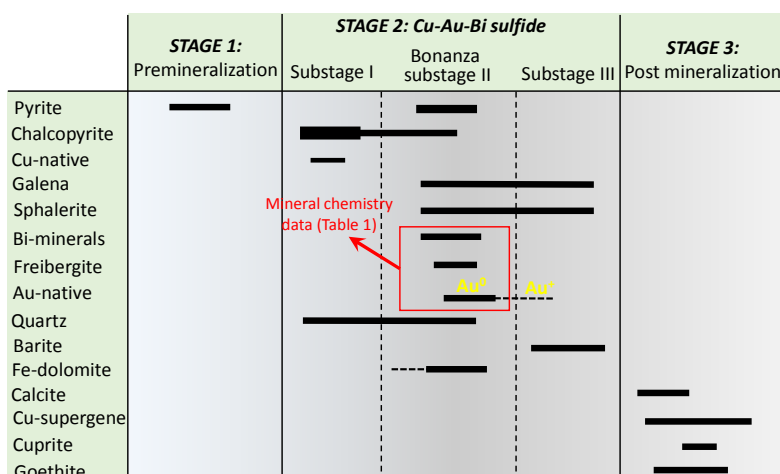 STAGE 2: Cu-Au-Bi sulfide
STAGE 1:
Premineralization
Substage I
Bonanza
substage II
Substage III
STAGE 3:
Post mineralization
Pyrite
Chalcopyrite
Cu-native
Galena
Sphalerite
Mineral chemistry
data (Table 1)
Bi-minerals
Freibergite
Au-native
Au⁰
Au⁺
Quartz
Barite
Fe-dolomite
Calcite
Cu-supergene
Cuprite
Goethite